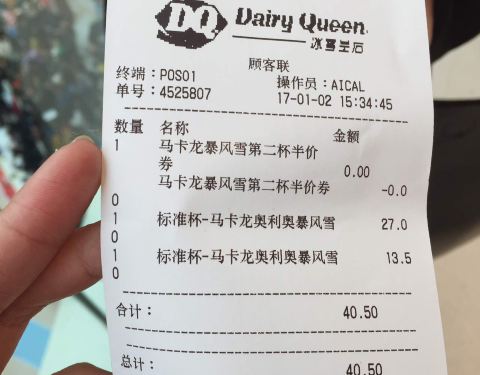 DQ Dairy Queen
冰雪皇后
顾客联
终端：POS01 操作员：AICAL
单号：4525807 17-01-02 15:34:45
数量 名称 金额
1 马卡龙暴风雪第二杯半价
券 0.00
马卡龙暴风雪第二杯半价券 -0.0
0
1 标准杯-马卡龙奥利奥暴风雪 27.0
0
1 标准杯-马卡龙奥利奥暴风雪 13.5
0
合计： 40.50
总计： 40.50